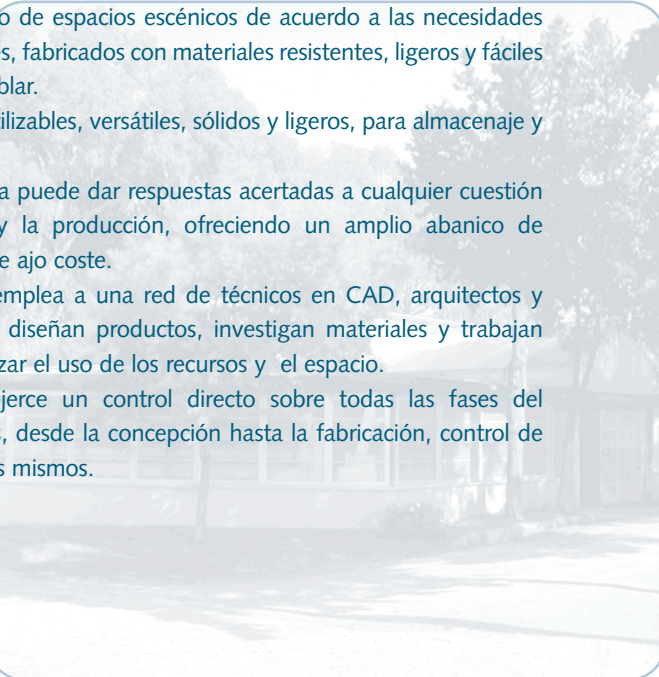 o de espacios escénicos de acuerdo a las necesidades
es, fabricados con materiales resistentes, ligeros y fáciles
blar.
tilizables, versátiles, sólidos y ligeros, para almacenaje y
a puede dar respuestas acertadas a cualquier cuestión
y la producción, ofreciendo un amplio abanico de
e ajo coste.
emplea a una red de técnicos en CAD, arquitectos y
diseñan productos, investigan materiales y trabajan
zar el uso de los recursos y el espacio.
jerce un control directo sobre todas las fases del
s, desde la concepción hasta la fabricación, control de
s mismos.